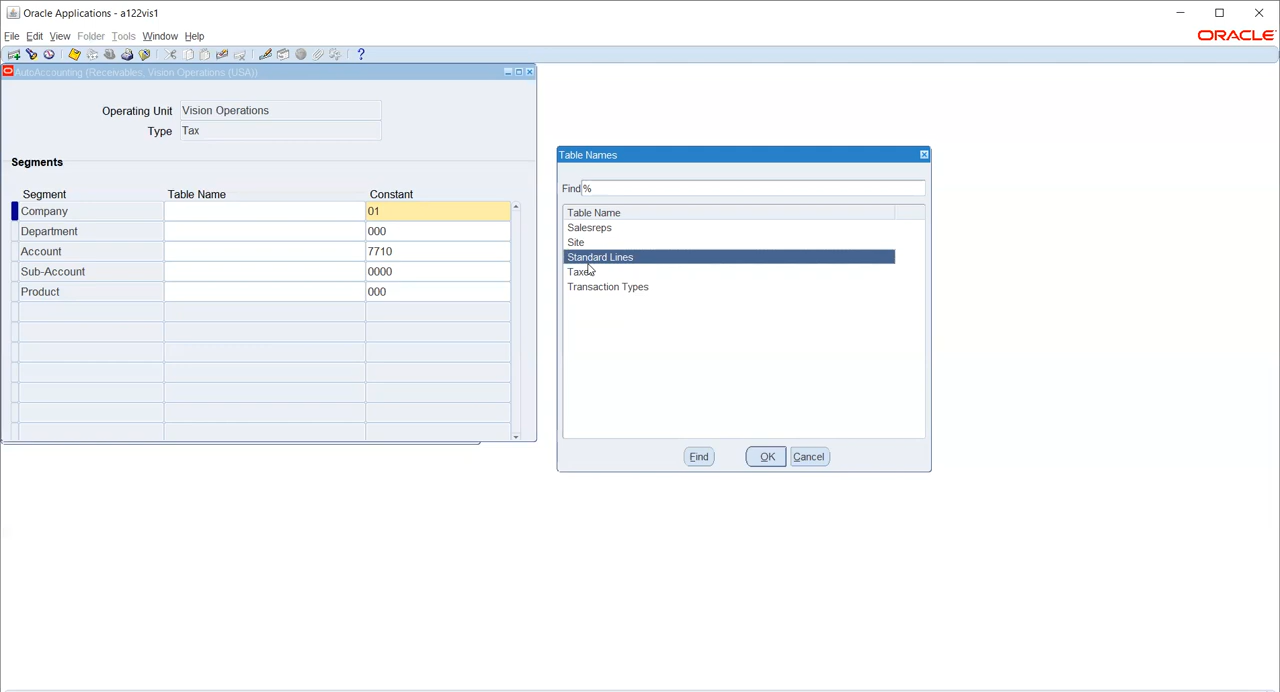 Oracle Applications - a122vis1
File Edit View Folder Tools Window Help
ORACLE
AutoAccounting (Receivables, Vision Operations (USA))
Operating Unit Vision Operations
Type Tax
Segments
Segment Table Name Constant
Company 01
Department 000
Account 7710
Sub-Account 0000
Product 000
Table Names
Find %
Table Name
Salesreps
Site
Standard Lines
Taxes
Transaction Types
Find OK Cancel